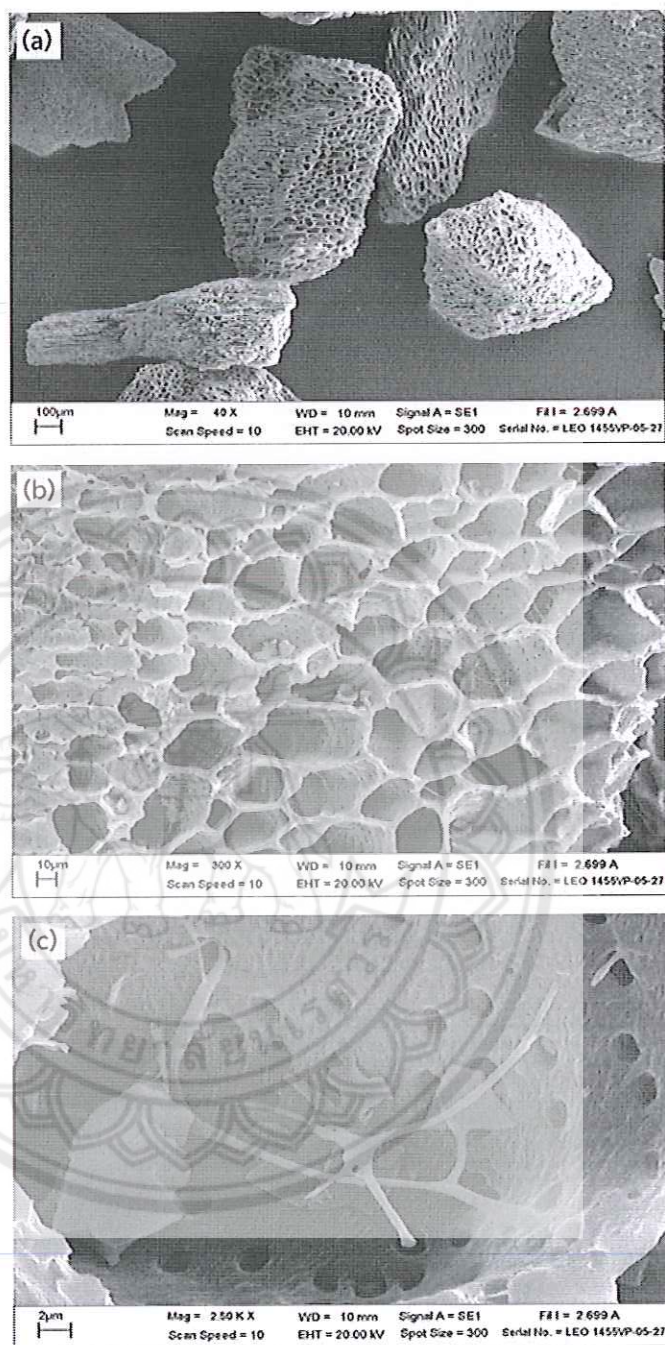 (a)
100µm Mag = 40 X WD = 10 mm Signal A = SE1 Fil I = 2.699 A
Scan Speed = 10 EHT = 20.00 kV Spot Size = 300 Serial No. = LEO 1455VP-05-27
(b)
10µm Mag = 300 X WD = 10 mm Signal A = SE1 Fil I = 2.699 A
Scan Speed = 10 EHT = 20.00 kV Spot Size = 300 Serial No. = LEO 1455VP-05-27
(c)
2µm Mag = 2.50 K X WD = 10 mm Signal A = SE1 Fil I = 2.699 A
Scan Speed = 10 EHT = 20.00 kV Spot Size = 300 Serial No. = LEO 1455VP-05-27